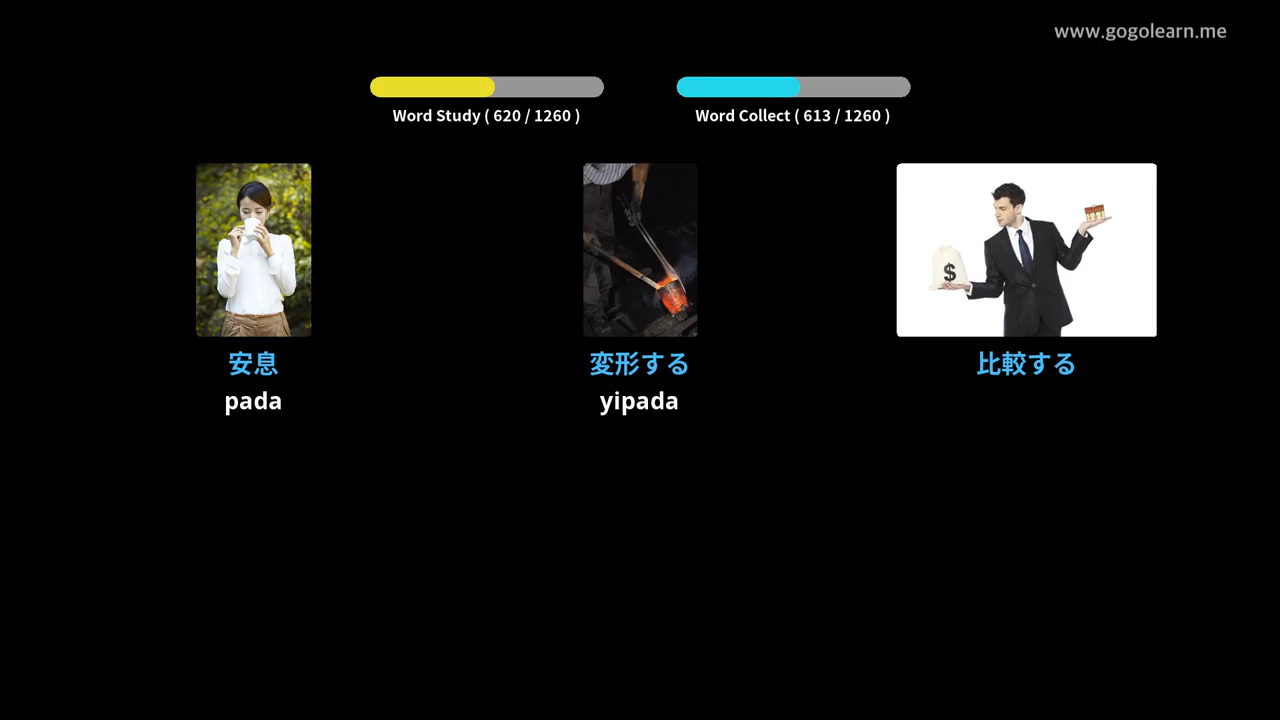 www.gogolearn.me
Word Study ( 620 / 1260 )
Word Collect ( 613 / 1260 )
$
安息
変形する
比較する
pada
yipada